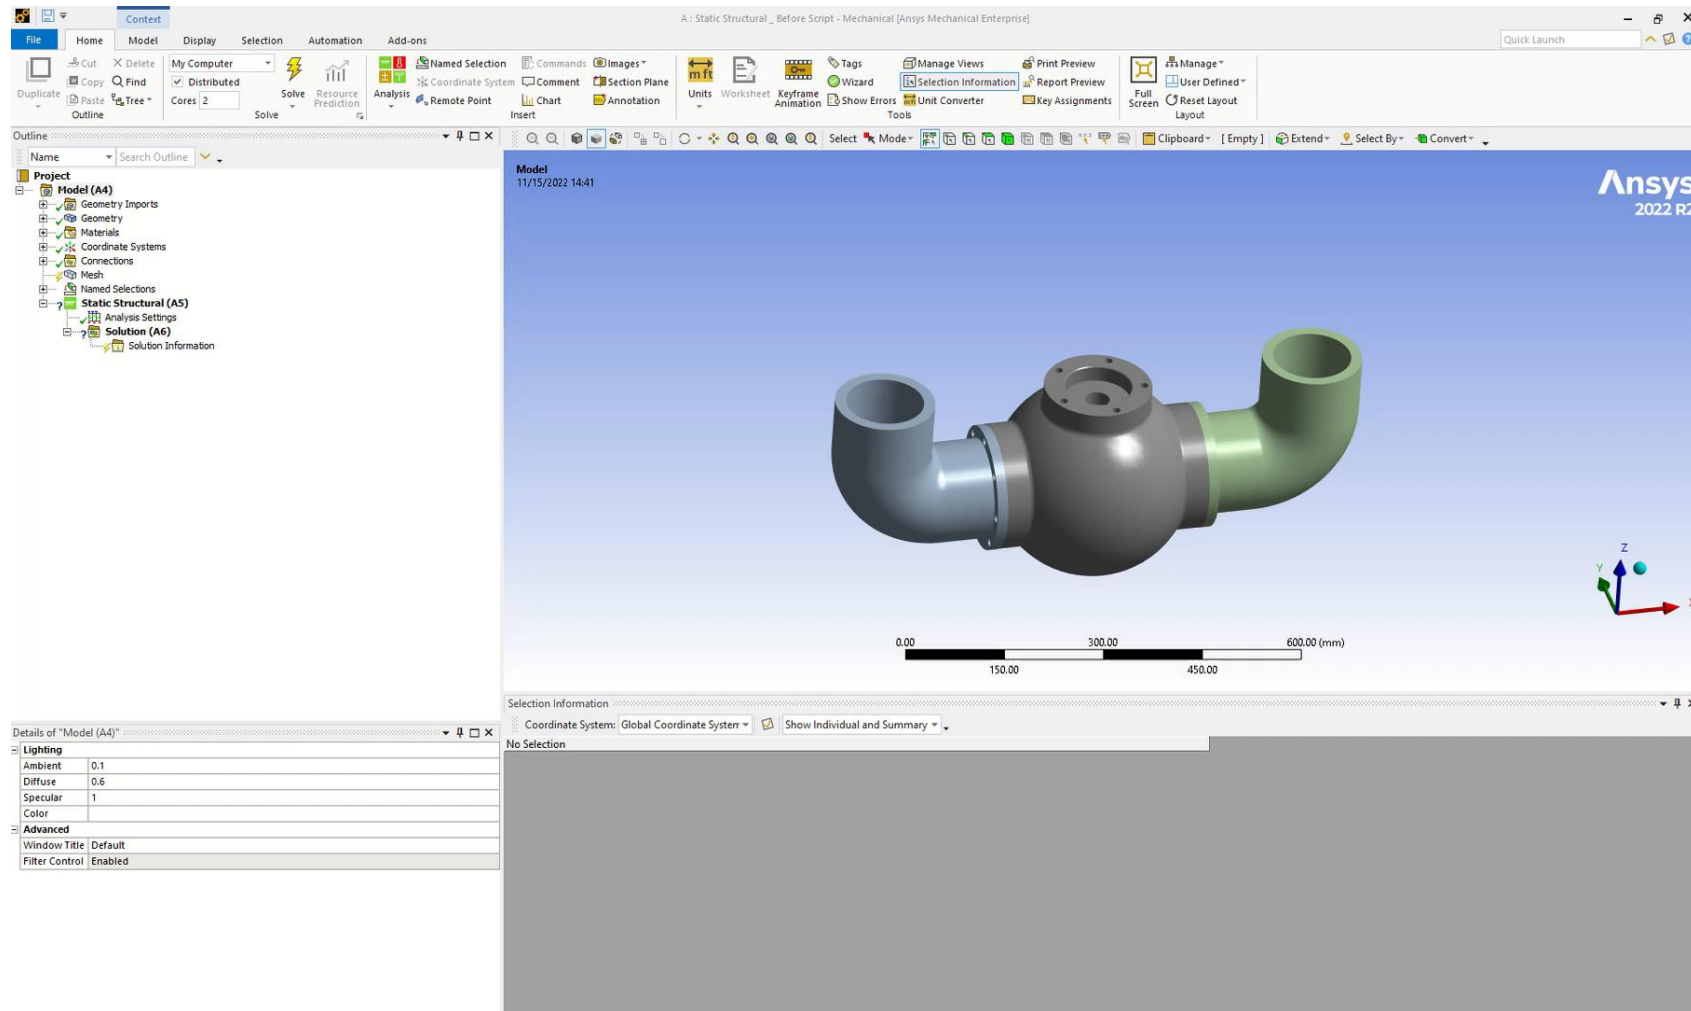 Context
A : Static Structural _ Before Script - Mechanical [Ansys Mechanical Enterprise]
File Home Model Display Selection Automation Add-ons
Quick Launch
Duplicate
Cut
Delete
Copy
Find
Paste
Tree
Outline
My Computer
Distributed
Cores 2
Solve
Resource Prediction
Solve
Analysis
Named Selection
Coordinate System
Remote Point
Commands
Comment
Chart
Images
Section Plane
Annotation
Insert
Units
Worksheet
Keyframe Animation
Tags
Wizard
Show Errors
Manage Views
Selection Information
Unit Converter
Print Preview
Report Preview
Key Assignments
Tools
Full Screen
Manage
User Defined
Reset Layout
Layout
Outline
Name
Search Outline
Project
Model (A4)
Geometry Imports
Geometry
Materials
Coordinate Systems
Connections
Mesh
Named Selections
Static Structural (A5)
Analysis Settings
Solution (A6)
Solution Information
Select Mode Clipboard [ Empty ] Extend Select By Convert
Model
11/15/2022 14:41
Ansys
2022 R2
Z
Y
X
0.00 300.00 600.00 (mm)
150.00 450.00
Selection Information
Coordinate System: Global Coordinate System Show Individual and Summary
No Selection
Details of "Model (A4)"
Lighting
Ambient 0.1
Diffuse 0.6
Specular 1
Color
Advanced
Window Title Default
Filter Control Enabled